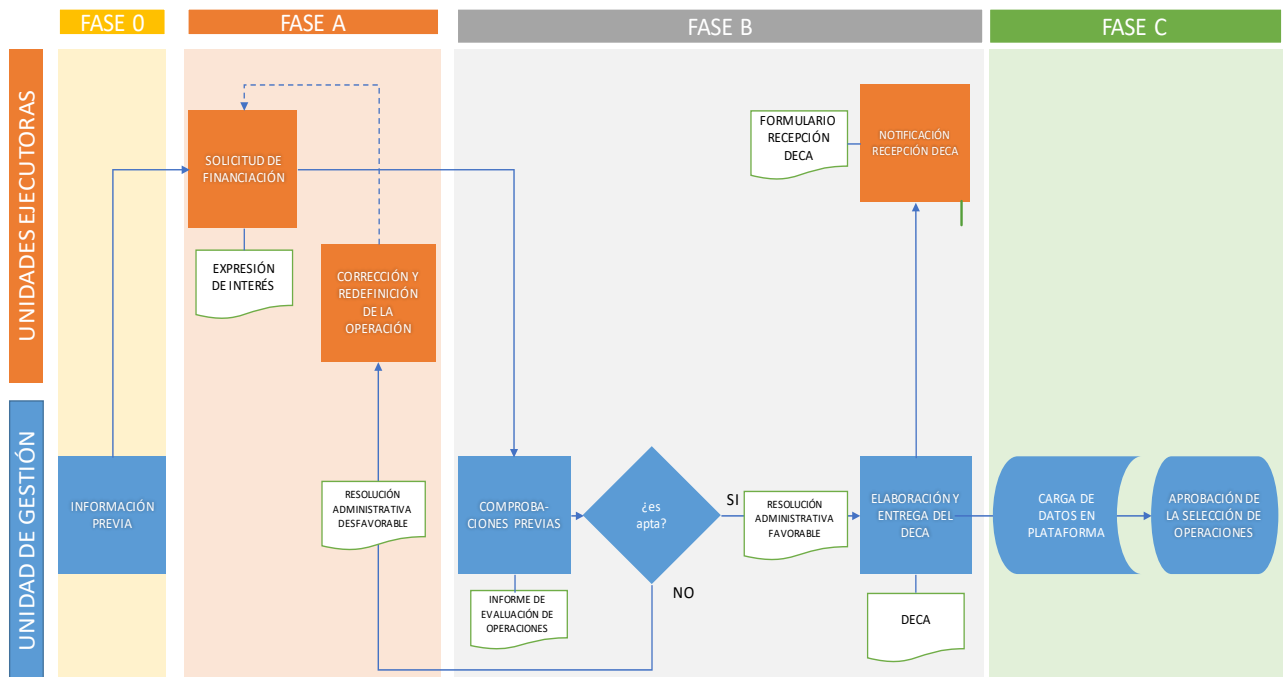 FASE 0
FASE A
FASE B
FASE C
UNIDADES EJECUTORAS
SOLICITUD DE
FINANCIACIÓN
EXPRESIÓN
DE INTERÉS
CORRECCIÓN Y
REDEFINICIÓN
DE LA
OPERACIÓN
FORMULARIO
RECEPCIÓN
DECA
NOTIFICACIÓN
RECEPCIÓN DECA
UNIDAD DE GESTIÓN
INFORMACIÓN
PREVIA
RESOLUCIÓN
ADMINISTRATIVA
DESFAVORABLE
COMPROBA-
CIONES PREVIAS
INFORME DE
EVALUACIÓN DE
OPERACIONES
¿es
apta?
SI
NO
RESOLUCIÓN
ADMINISTRATIVA
FAVORABLE
ELABORACIÓN Y
ENTREGA DEL
DECA
DECA
CARGA DE
DATOS EN
PLATAFORMA
APROBACIÓN DE
LA SELECCIÓN DE
OPERACIONES